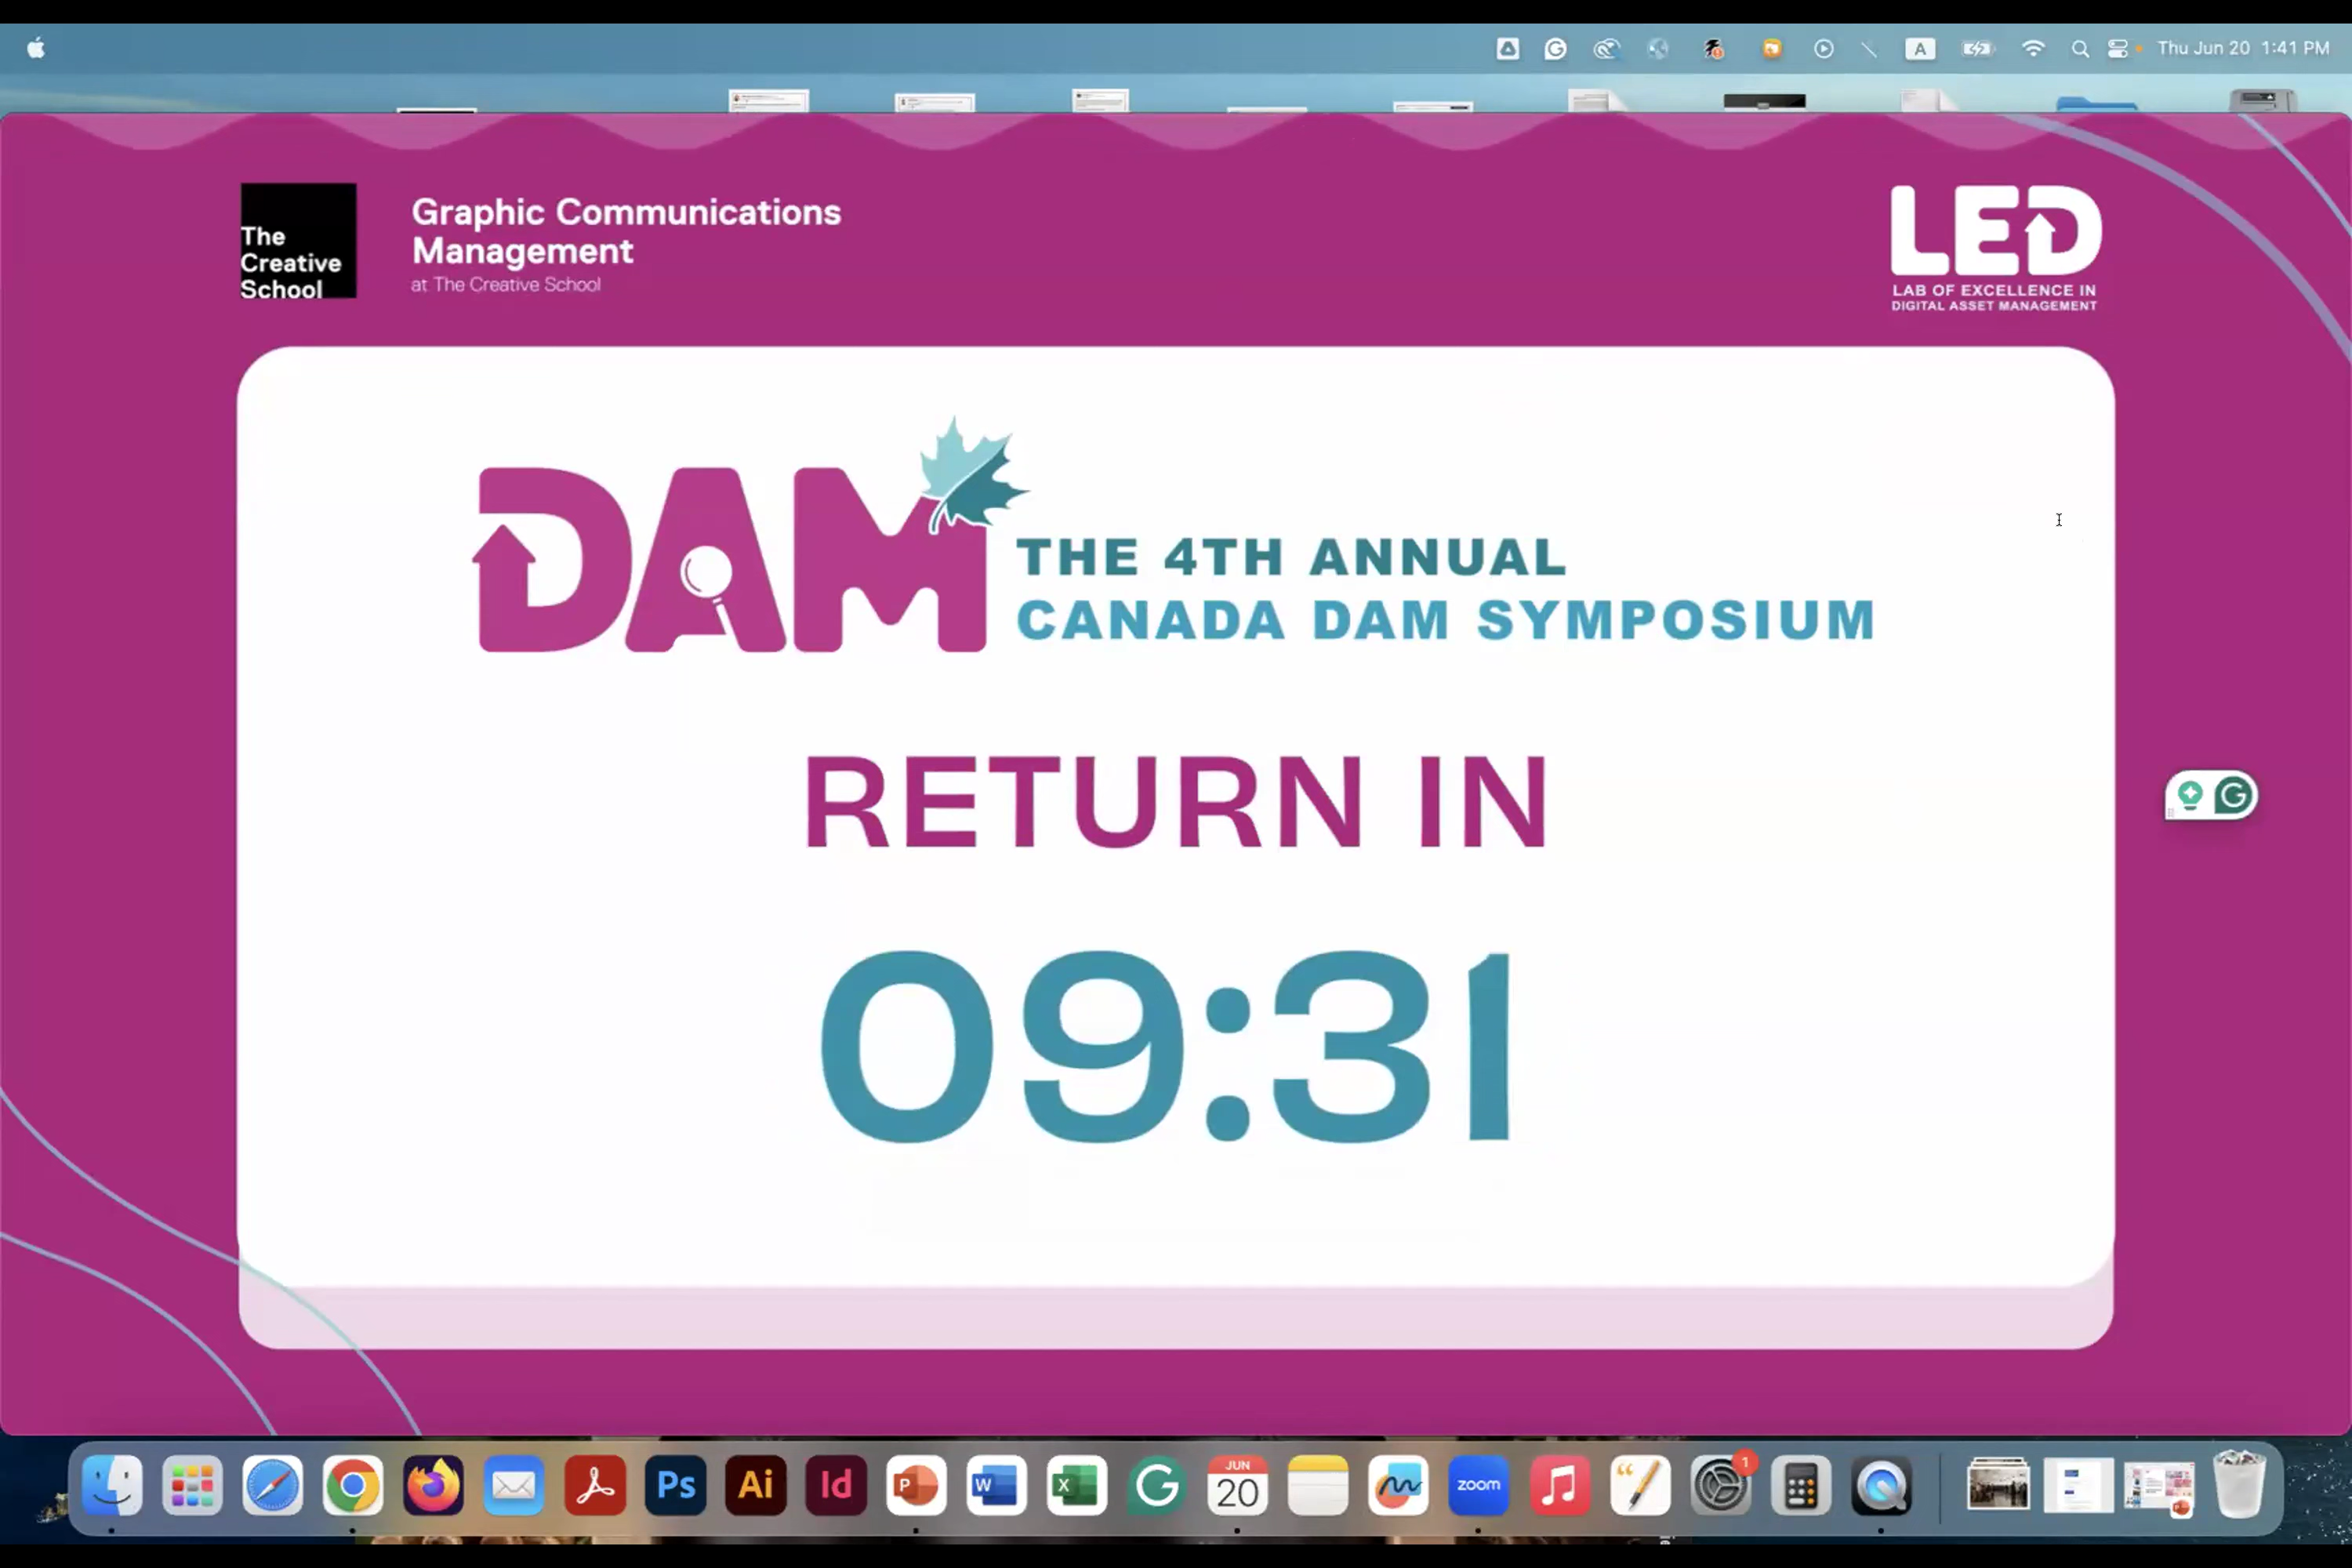 A
Thu Jun 20 1:41 PM
The
Creative
School
Graphic Communications
Management
at The Creative School
LED
LAB OF EXCELLENCE IN
DIGITAL ASSET MANAGEMENT
DAM
THE 4TH ANNUAL
CANADA DAM SYMPOSIUM
RETURN IN
09:31
Ps
Ai
Id
P
W
X
JUN
20
zoom
1